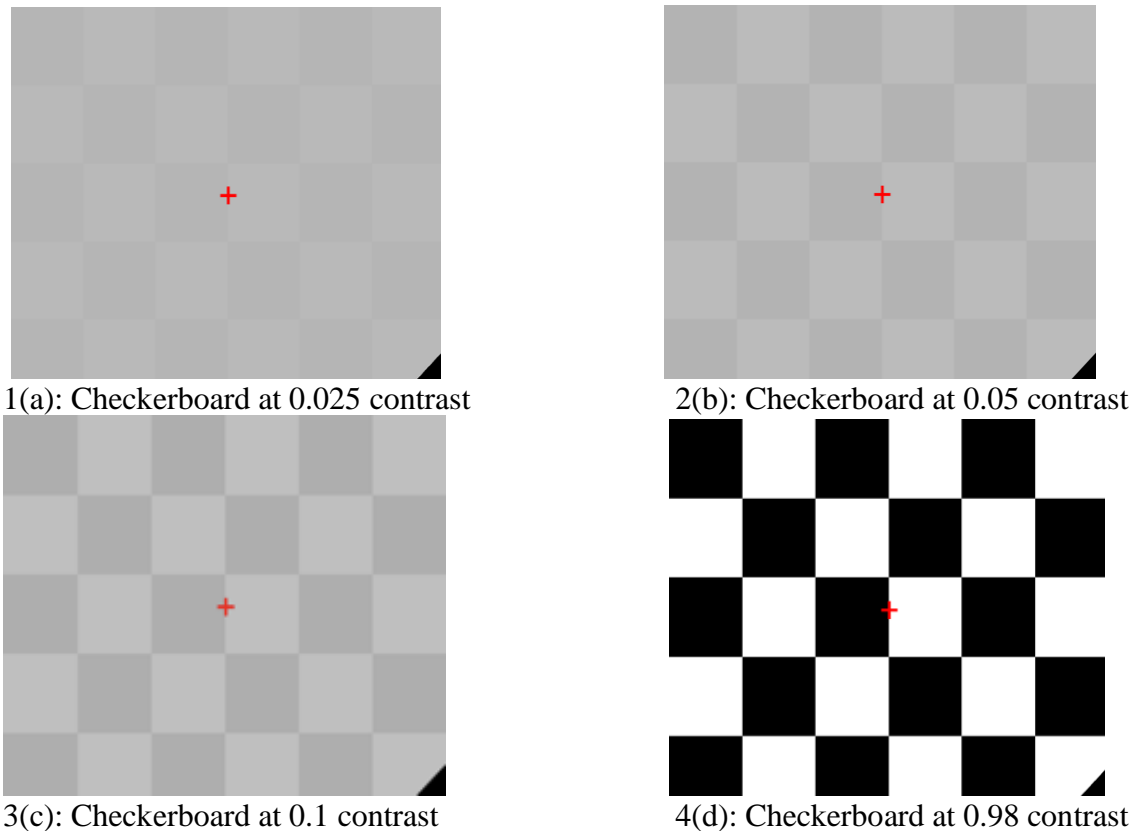 1(a): Checkerboard at 0.025 contrast
2(b): Checkerboard at 0.05 contrast
3(c): Checkerboard at 0.1 contrast
4(d): Checkerboard at 0.98 contrast